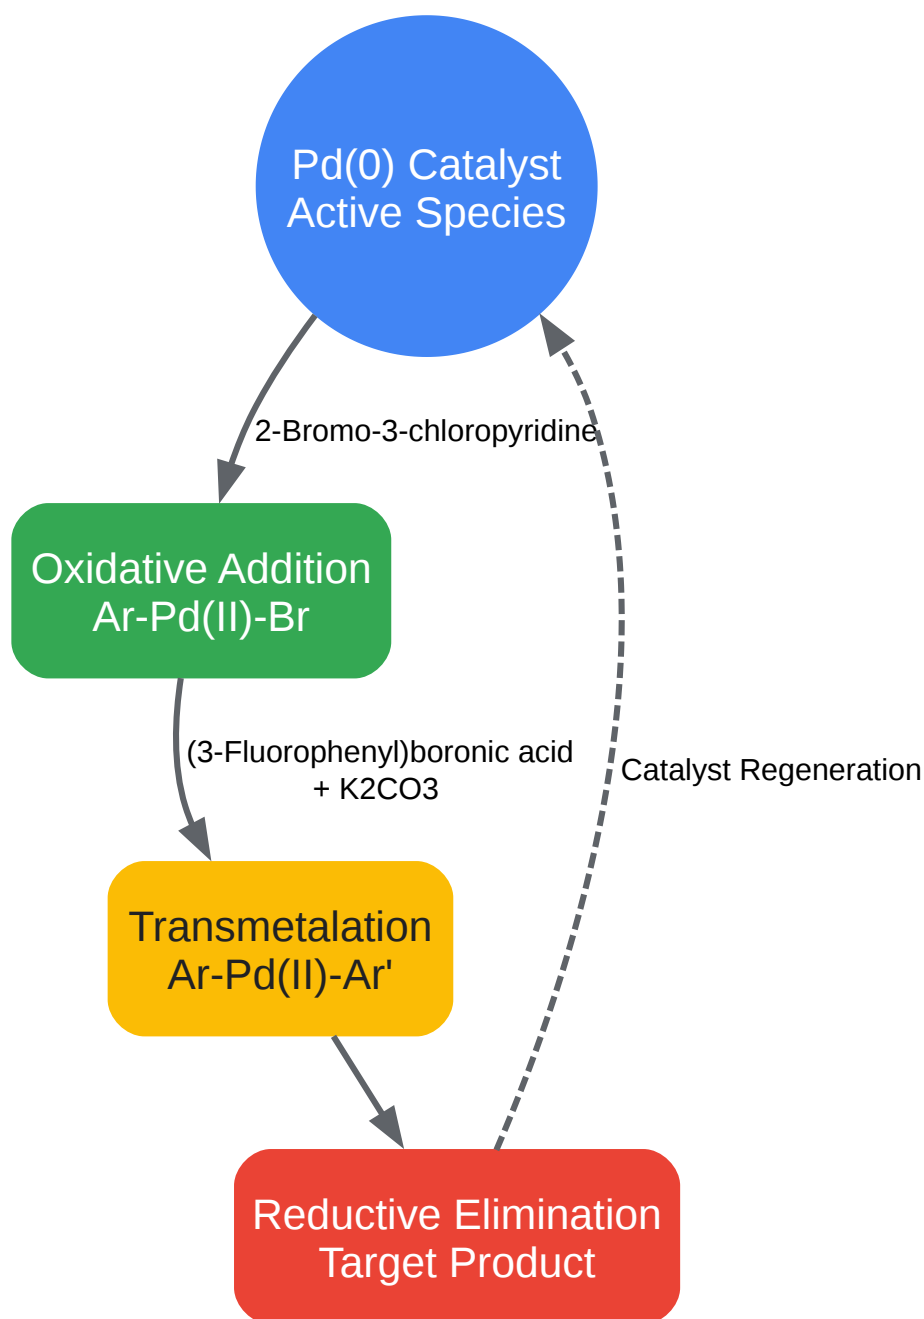 Pd(0) Catalyst
Active Species
2-Bromo-3-chloropyridine
Oxidative Addition
Ar-Pd(II)-Br
(3-Fluorophenyl)boronic acid
+ K2CO3
Catalyst Regeneration
Transmetalation
Ar-Pd(II)-Ar'
Reductive Elimination
Target Product